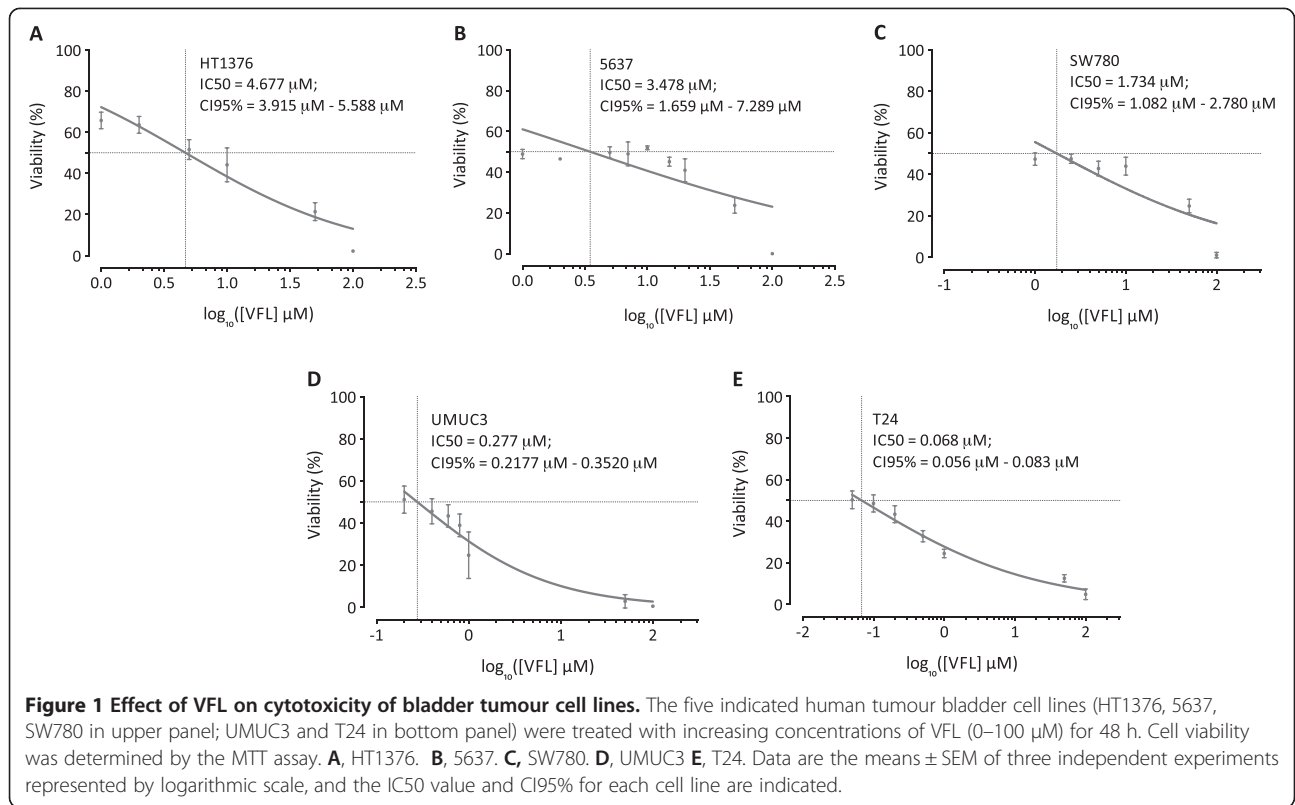 A
100
80
60
40
20
0
Viability (%)
HT1376
IC50 = 4.677 µM;
CI95% = 3.915 µM - 5.588 µM
0.0 0.5 1.0 1.5 2.0 2.5
log10([VFL] µM)
B
100
80
60
40
20
0
Viability (%)
5637
IC50 = 3.478 µM;
CI95% = 1.659 µM - 7.289 µM
0.0 0.5 1.0 1.5 2.0 2.5
log10([VFL] µM)
C
100
80
60
40
20
0
Viability (%)
SW780
IC50 = 1.734 µM;
CI95% = 1.082 µM - 2.780 µM
-1 0 1 2
log10([VFL] µM)
D
100
80
60
40
20
0
Viability (%)
UMUC3
IC50 = 0.277 µM;
CI95% = 0.2177 µM - 0.3520 µM
-1 0 1 2
log10([VFL] µM)
E
100
80
60
40
20
0
Viability (%)
T24
IC50 = 0.068 µM;
CI95% = 0.056 µM - 0.083 µM
-2 -1 0 1 2
log10([VFL] µM)
Figure 1 Effect of VFL on cytotoxicity of bladder tumour cell lines. The five indicated human tumour bladder cell lines (HT1376, 5637,
SW780 in upper panel; UMUC3 and T24 in bottom panel) were treated with increasing concentrations of VFL (0–100 µM) for 48 h. Cell viability
was determined by the MTT assay. A, HT1376. B, 5637. C, SW780. D, UMUC3 E, T24. Data are the means ± SEM of three independent experiments
represented by logarithmic scale, and the IC50 value and CI95% for each cell line are indicated.